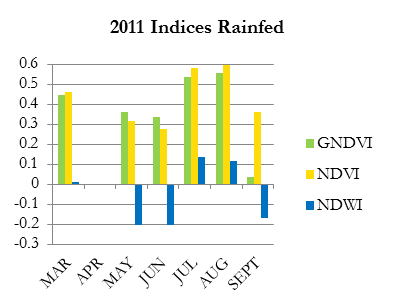 2011 Indices Rainfed
0.6
0.5
0.4
0.3
0.2
0.1
0
-0.1
-0.2
-0.3
MAR
APR
MAY
JUN
JUL
AUG
SEPT
GNDVI
NDVI
NDWI